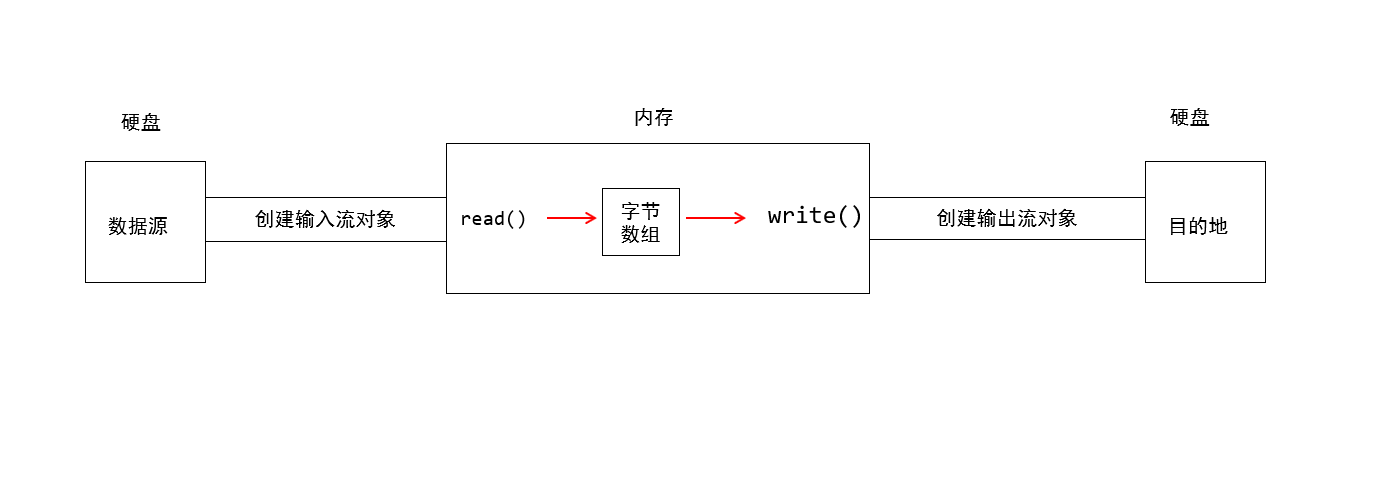 硬盘
内存
硬盘
数据源
创建输入流对象
read()
字节
数组
write()
创建输出流对象
目的地